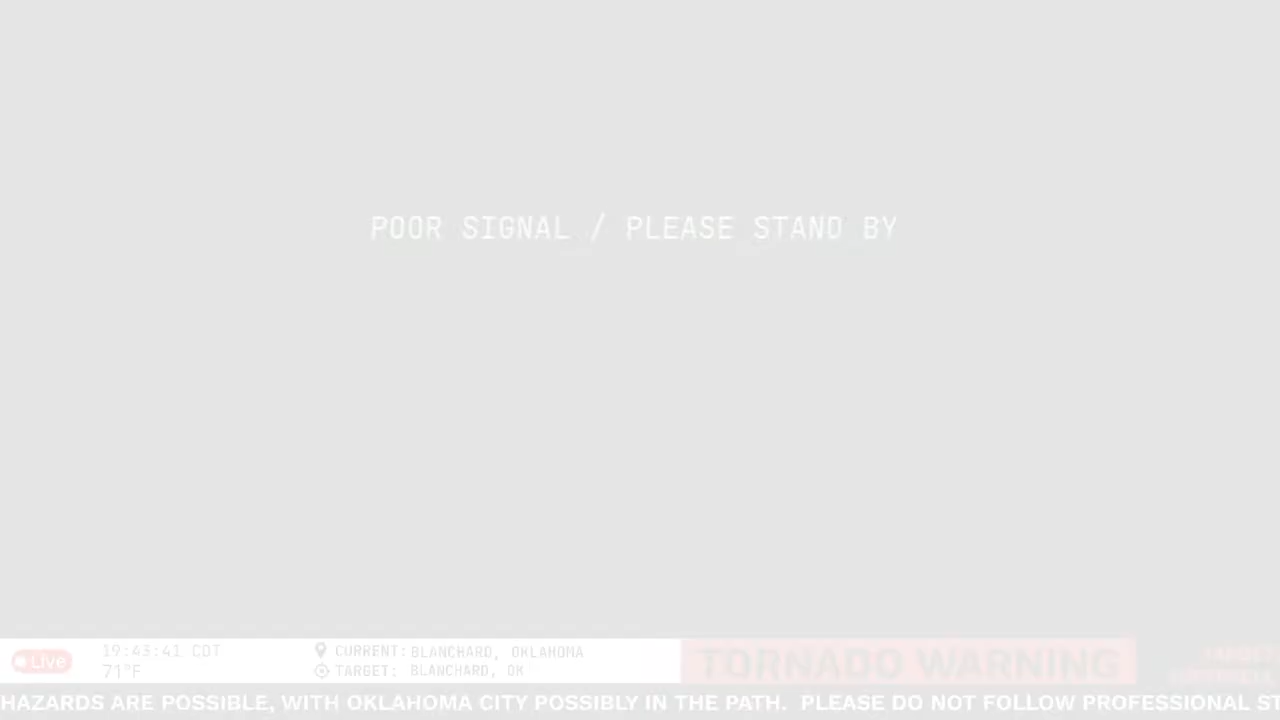 POOR SIGNAL / PLEASE STAND BY
Live
19:43:41 CDT
71°F
CURRENT: BLANCHARD, OKLAHOMA
TARGET: BLANCHARD, OK
TORNADO WARNING
TARGET
HAZARDS ARE POSSIBLE, WITH OKLAHOMA CITY POSSIBLY IN THE PATH. PLEASE DO NOT FOLLOW PROFESSIONAL ST